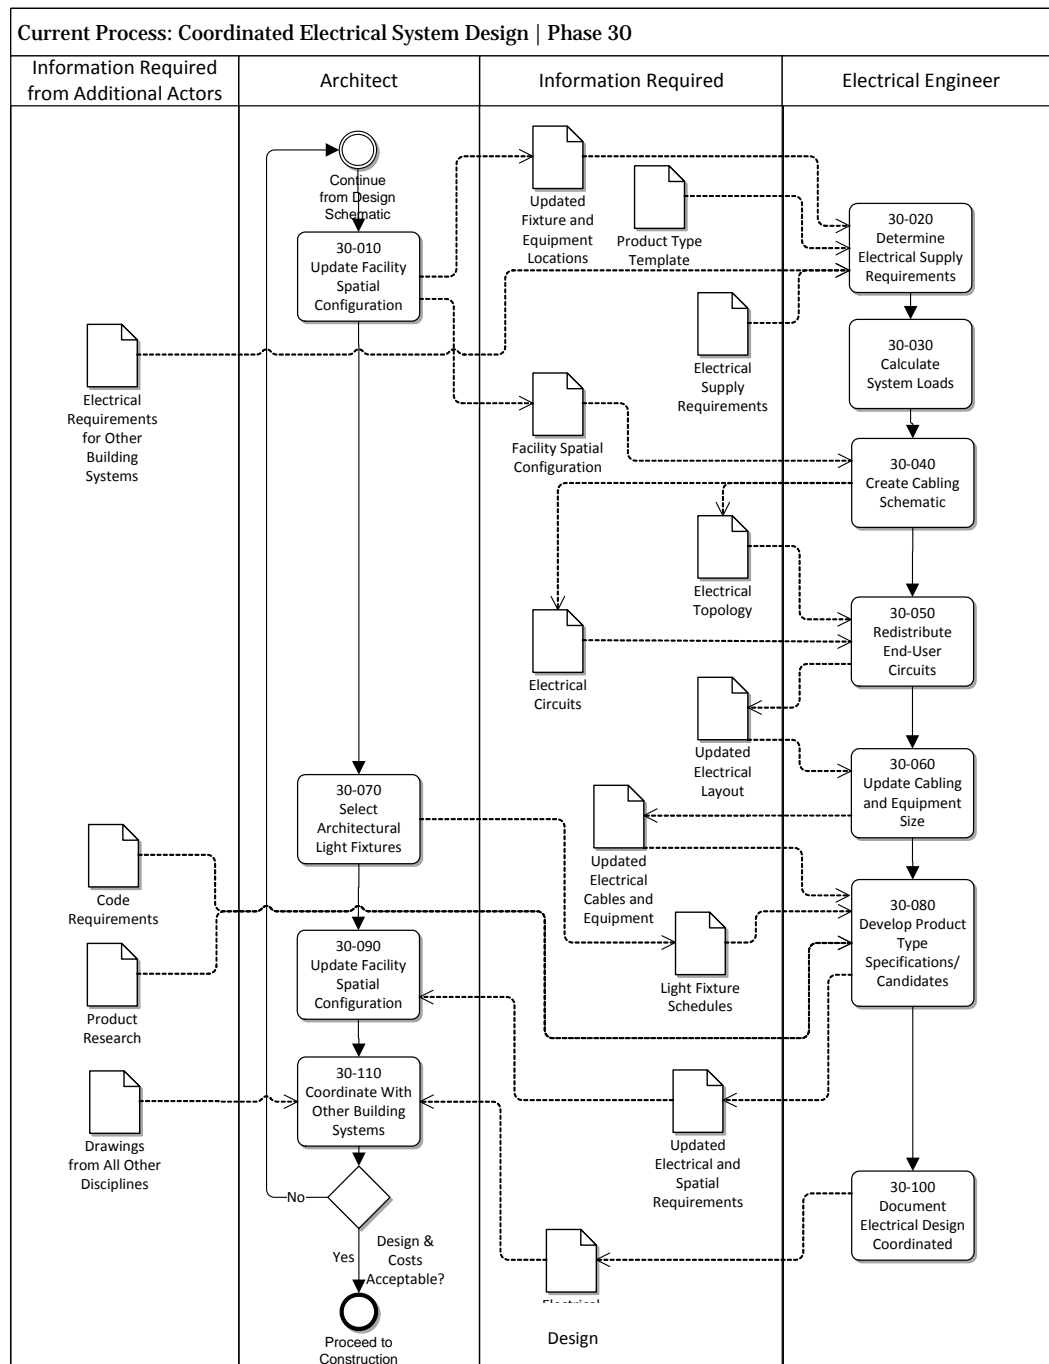 Current Process: Coordinated Electrical System Design | Phase 30
Information Required
from Additional Actors
Architect
Information Required
Electrical Engineer
Continue
from Design
Schematic
Updated
Fixture and
Equipment
Locations
Product Type
Template
30-020
Determine
Electrical Supply
Requirements
30-010
Update Facility
Spatial
Configuration
30-030
Calculate
System Loads
Electrical
Supply
Requirements
Electrical
Requirements
for Other
Building
Systems
Facility Spatial
Configuration
30-040
Create Cabling
Schematic
Electrical
Topology
30-050
Redistribute
End-User
Circuits
Electrical
Circuits
Updated
Electrical
Layout
30-060
Update Cabling
and Equipment
Size
30-070
Select
Architectural
Light Fixtures
Updated
Electrical
Cables and
Equipment
Code
Requirements
30-080
Develop Product
Type
Specifications/
Candidates
30-090
Update Facility
Spatial
Configuration
Light Fixture
Schedules
Product
Research
30-110
Coordinate With
Other Building
Systems
Drawings
from All Other
Disciplines
Updated
Electrical and
Spatial
Requirements
No
30-100
Document
Electrical Design
Coordinated
Yes
Design &
Costs
Acceptable?
Electrical
Design
Proceed to
Construction